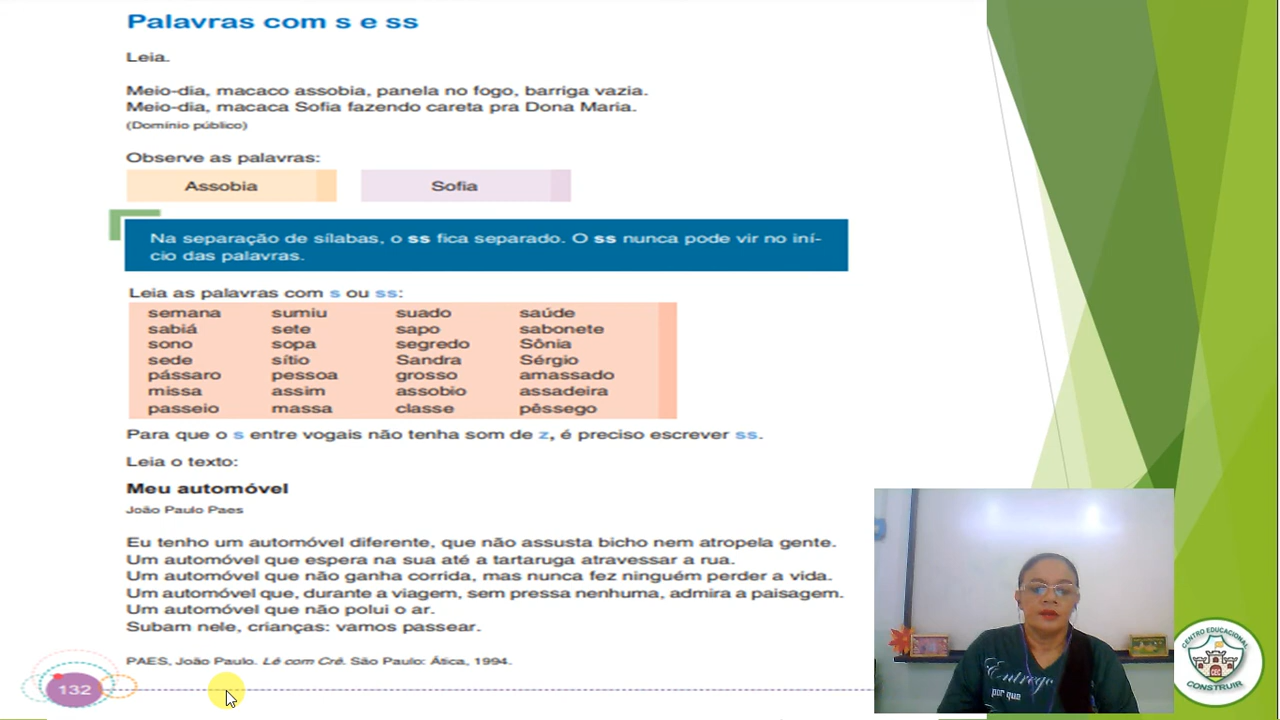 Palavras com s e ss
Leia.
Meio-dia, macaco assobia, panela no fogo, barriga vazia.
Meio-dia, macaca Sofia fazendo careta pra Dona Maria.
(Domínio público)
Observe as palavras:
Assobia
Sofia
Na separação de sílabas, o ss fica separado. O ss nunca pode vir no iní-
cio das palavras.
Leia as palavras com s ou ss:
semana sumiu suado saúde
sabiá sete sapo sabonete
sono sopa segredo Sônia
sede sítio Sandra Sérgio
pássaro pessoa grosso amassado
missa assim assobio assadeira
passeio massa classe pêssego
Para que o s entre vogais não tenha som de z, é preciso escrever ss.
Leia o texto:
Meu automóvel
João Paulo Paes
Eu tenho um automóvel diferente, que não assusta bicho nem atropela gente.
Um automóvel que espera na sua até a tartaruga atravessar a rua.
Um automóvel que não ganha corrida, mas nunca fez ninguém perder a vida.
Um automóvel que, durante a viagem, sem pressa nenhuma, admira a paisagem.
Um automóvel que não polui o ar.
Subam nele, crianças: vamos passear.
PAES, João Paulo. Lé com Cré. São Paulo: Ática, 1994.
132
Entrego
por que
CENTRO EDUCACIONAL
CONSTRUIR